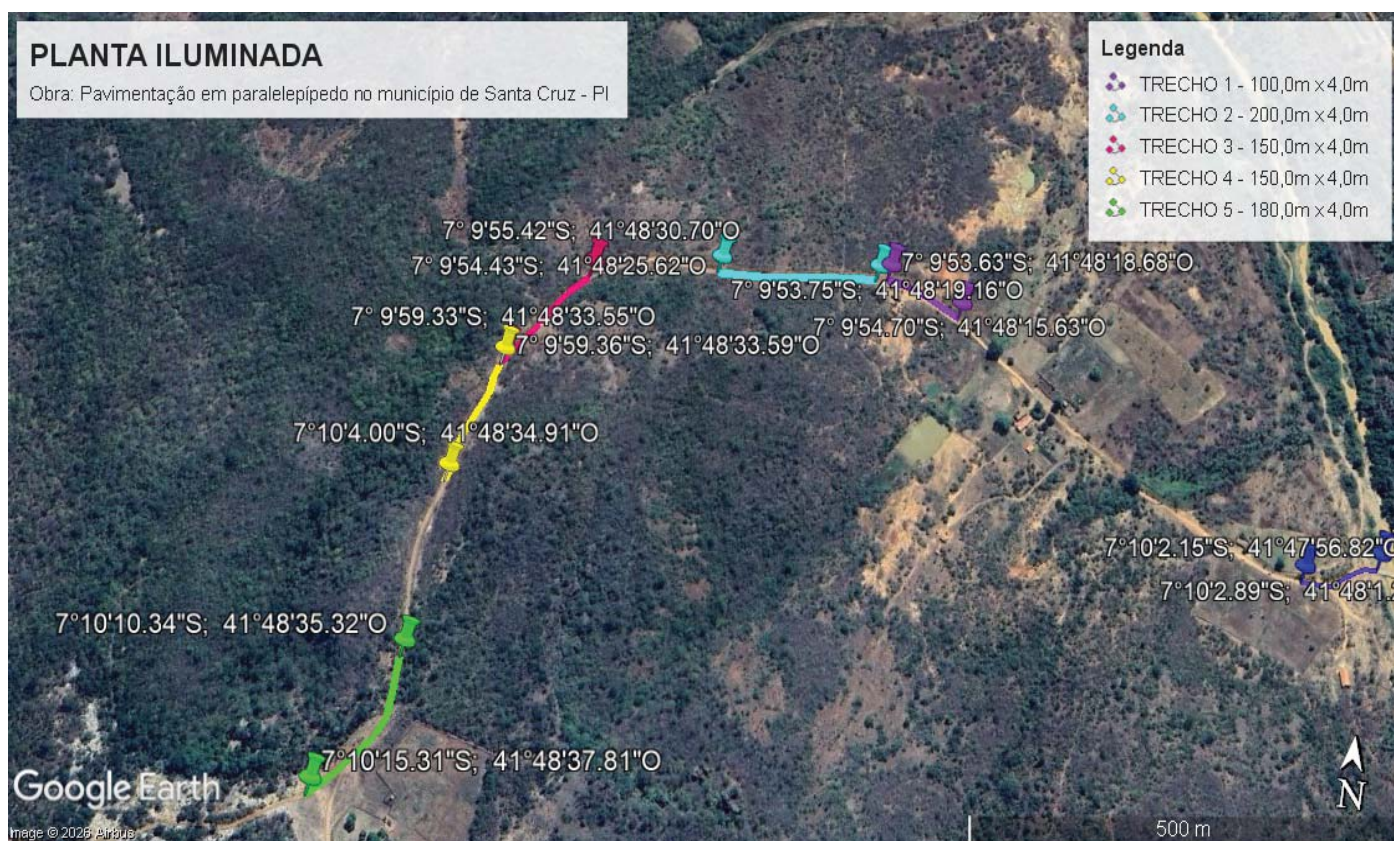 PLANTA ILUMINADA
Obra: Pavimentação em paralelepípedo no município de Santa Cruz - PI
Legenda
TRECHO 1 - 100,0m x 4,0m
TRECHO 2 - 200,0m x 4,0m
TRECHO 3 - 150,0m x 4,0m
TRECHO 4 - 150,0m x 4,0m
TRECHO 5 - 180,0m x 4,0m
7° 9'55.42"S; 41°48'30.70"O
7° 9'54.43"S; 41°48'25.62"O
7° 9'53.63"S; 41°48'18.68"O
7° 9'53.75"S; 41°48'19.16"O
7° 9'54.70"S; 41°48'15.63"O
7° 9'59.33"S; 41°48'33.55"O
7° 9'59.36"S; 41°48'33.59"O
7°10'4.00"S; 41°48'34.91"O
7°10'2.15"S; 41°47'56.82"O
7°10'2.89"S; 41°48'1.2
7°10'10.34"S; 41°48'35.32"O
7°10'15.31"S; 41°48'37.81"O
Google Earth
Image © 2026 Airbus
N
500 m